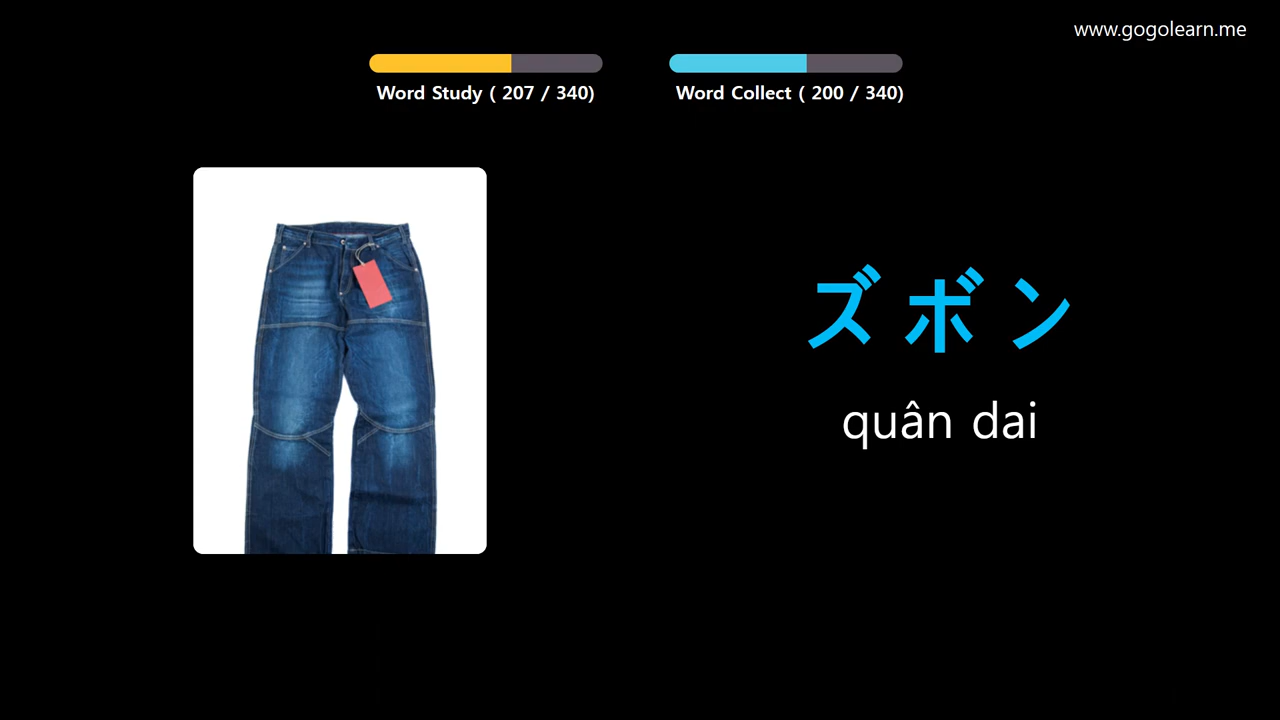 www.gogolearn.me
Word Study ( 207 / 340)
Word Collect ( 200 / 340)
ズボン
quân dai